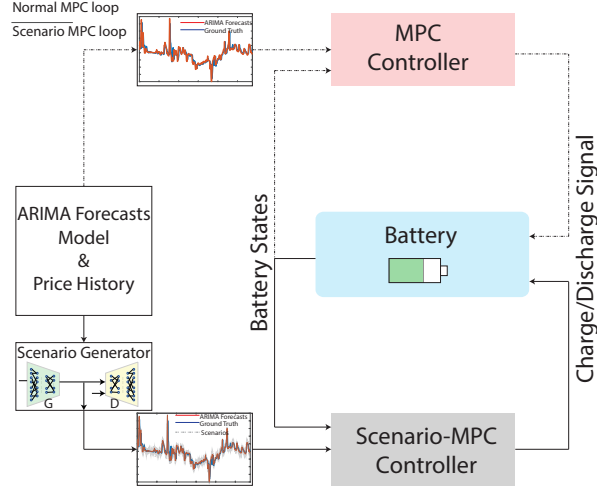 Normal MPC loop
Scenario MPC loop
ARIMA Forecasts
Ground Truth
MPC
Controller
ARIMA Forecasts
Model
&
Price History
Battery States
Battery
Charge/Discharge Signal
Scenario Generator
G
D
ARIMA Forecasts
Ground Truth
Scenarios
Scenario-MPC
Controller